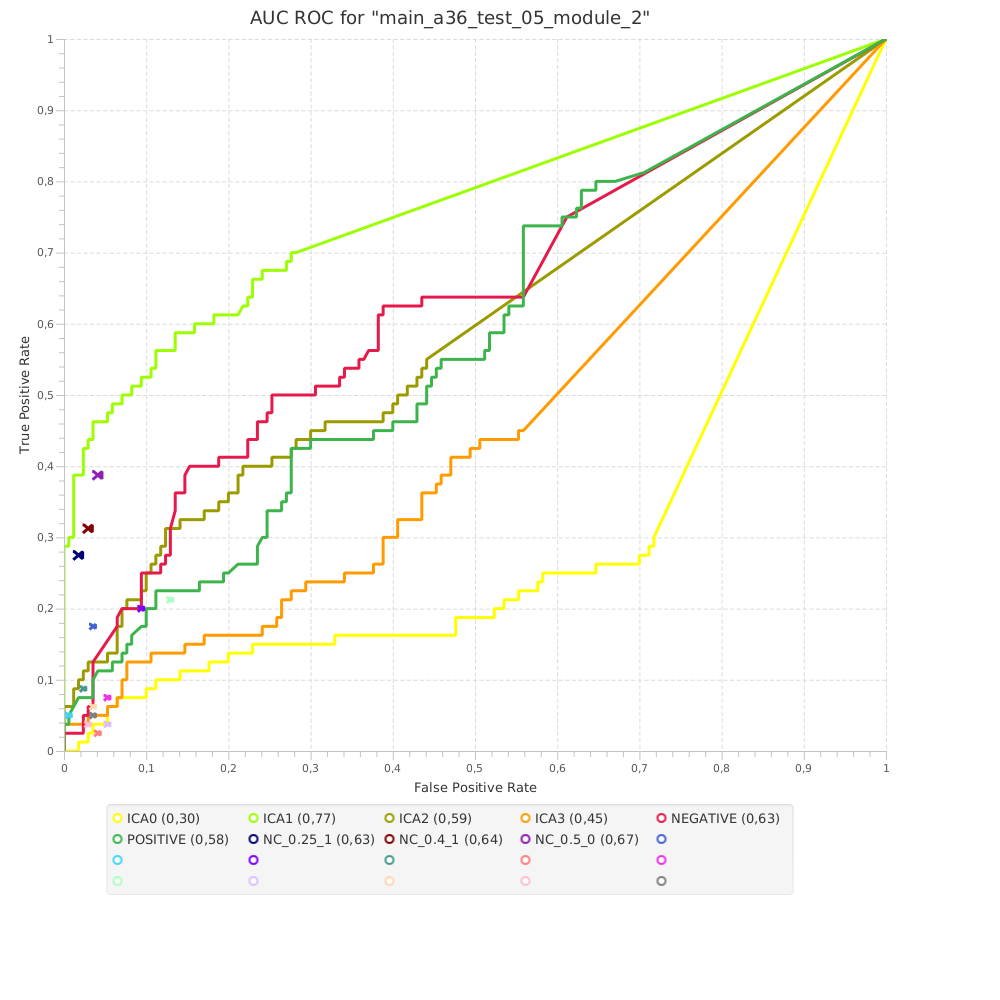 AUC ROC for "main_a36_test_05_module_2"
1
0,9
0,8
0,7
0,6
0,5
0,4
0,3
0,2
0,1
0
True Positive Rate
0 0,1 0,2 0,3 0,4 0,5 0,6 0,7 0,8 0,9 1
False Positive Rate
ICA0 (0,30) ICA1 (0,77) ICA2 (0,59) ICA3 (0,45) NEGATIVE (0,63)
POSITIVE (0,58) NC_0.25_1 (0,63) NC_0.4_1 (0,64) NC_0.5_0 (0,67)